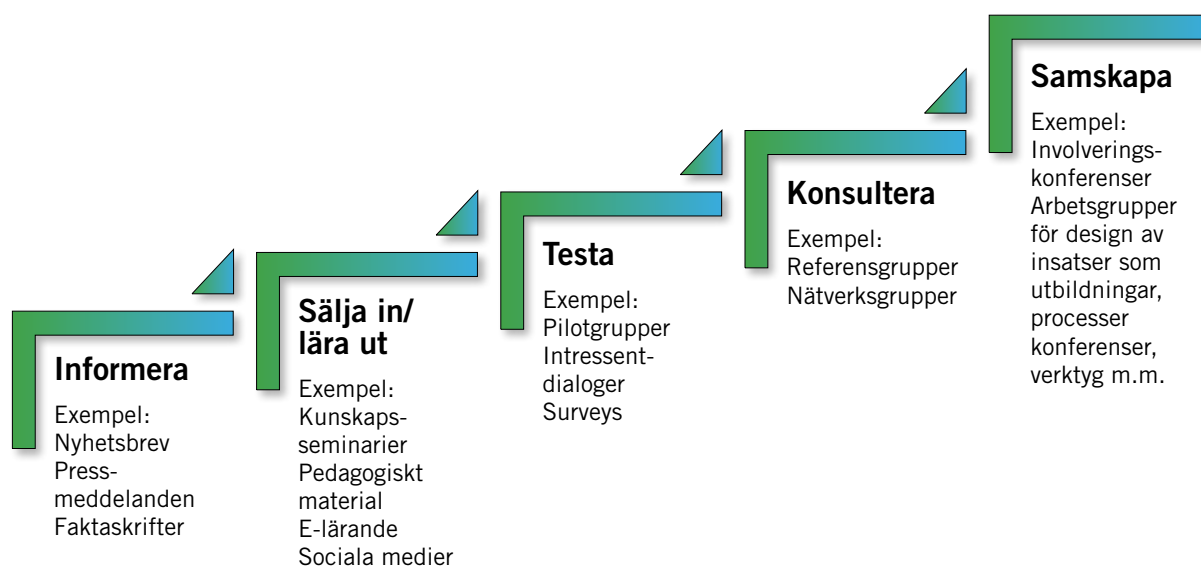 Informera
Exempel:
Nyhetsbrev
Press-
meddelanden
Faktaskrifter
Sälja in/
lära ut
Exempel:
Kunskaps-
seminarier
Pedagogiskt
material
E-lärande
Sociala medier
Testa
Exempel:
Pilotgrupper
Intressent-
dialoger
Surveys
Konsultera
Exempel:
Referensgrupper
Nätverksgrupper
Samskapa
Exempel:
Involverings-
konferenser
Arbetsgrupper
för design av
insatser som
utbildningar,
processer
konferenser,
verktyg m.m.